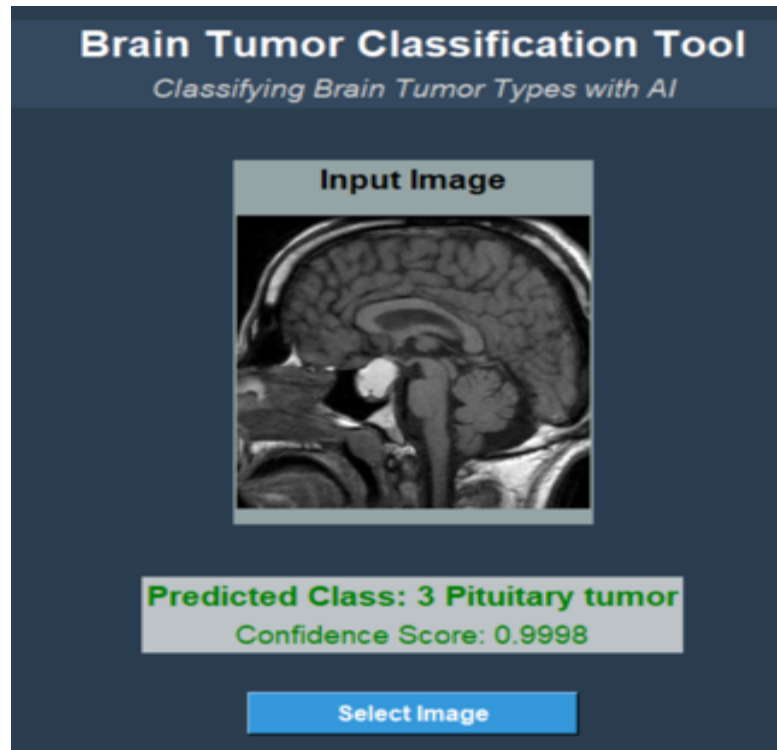 Brain Tumor Classification Tool
Classifying Brain Tumor Types with AI
Input Image
Predicted Class: 3 Pituitary tumor
Confidence Score: 0.9998
Select Image